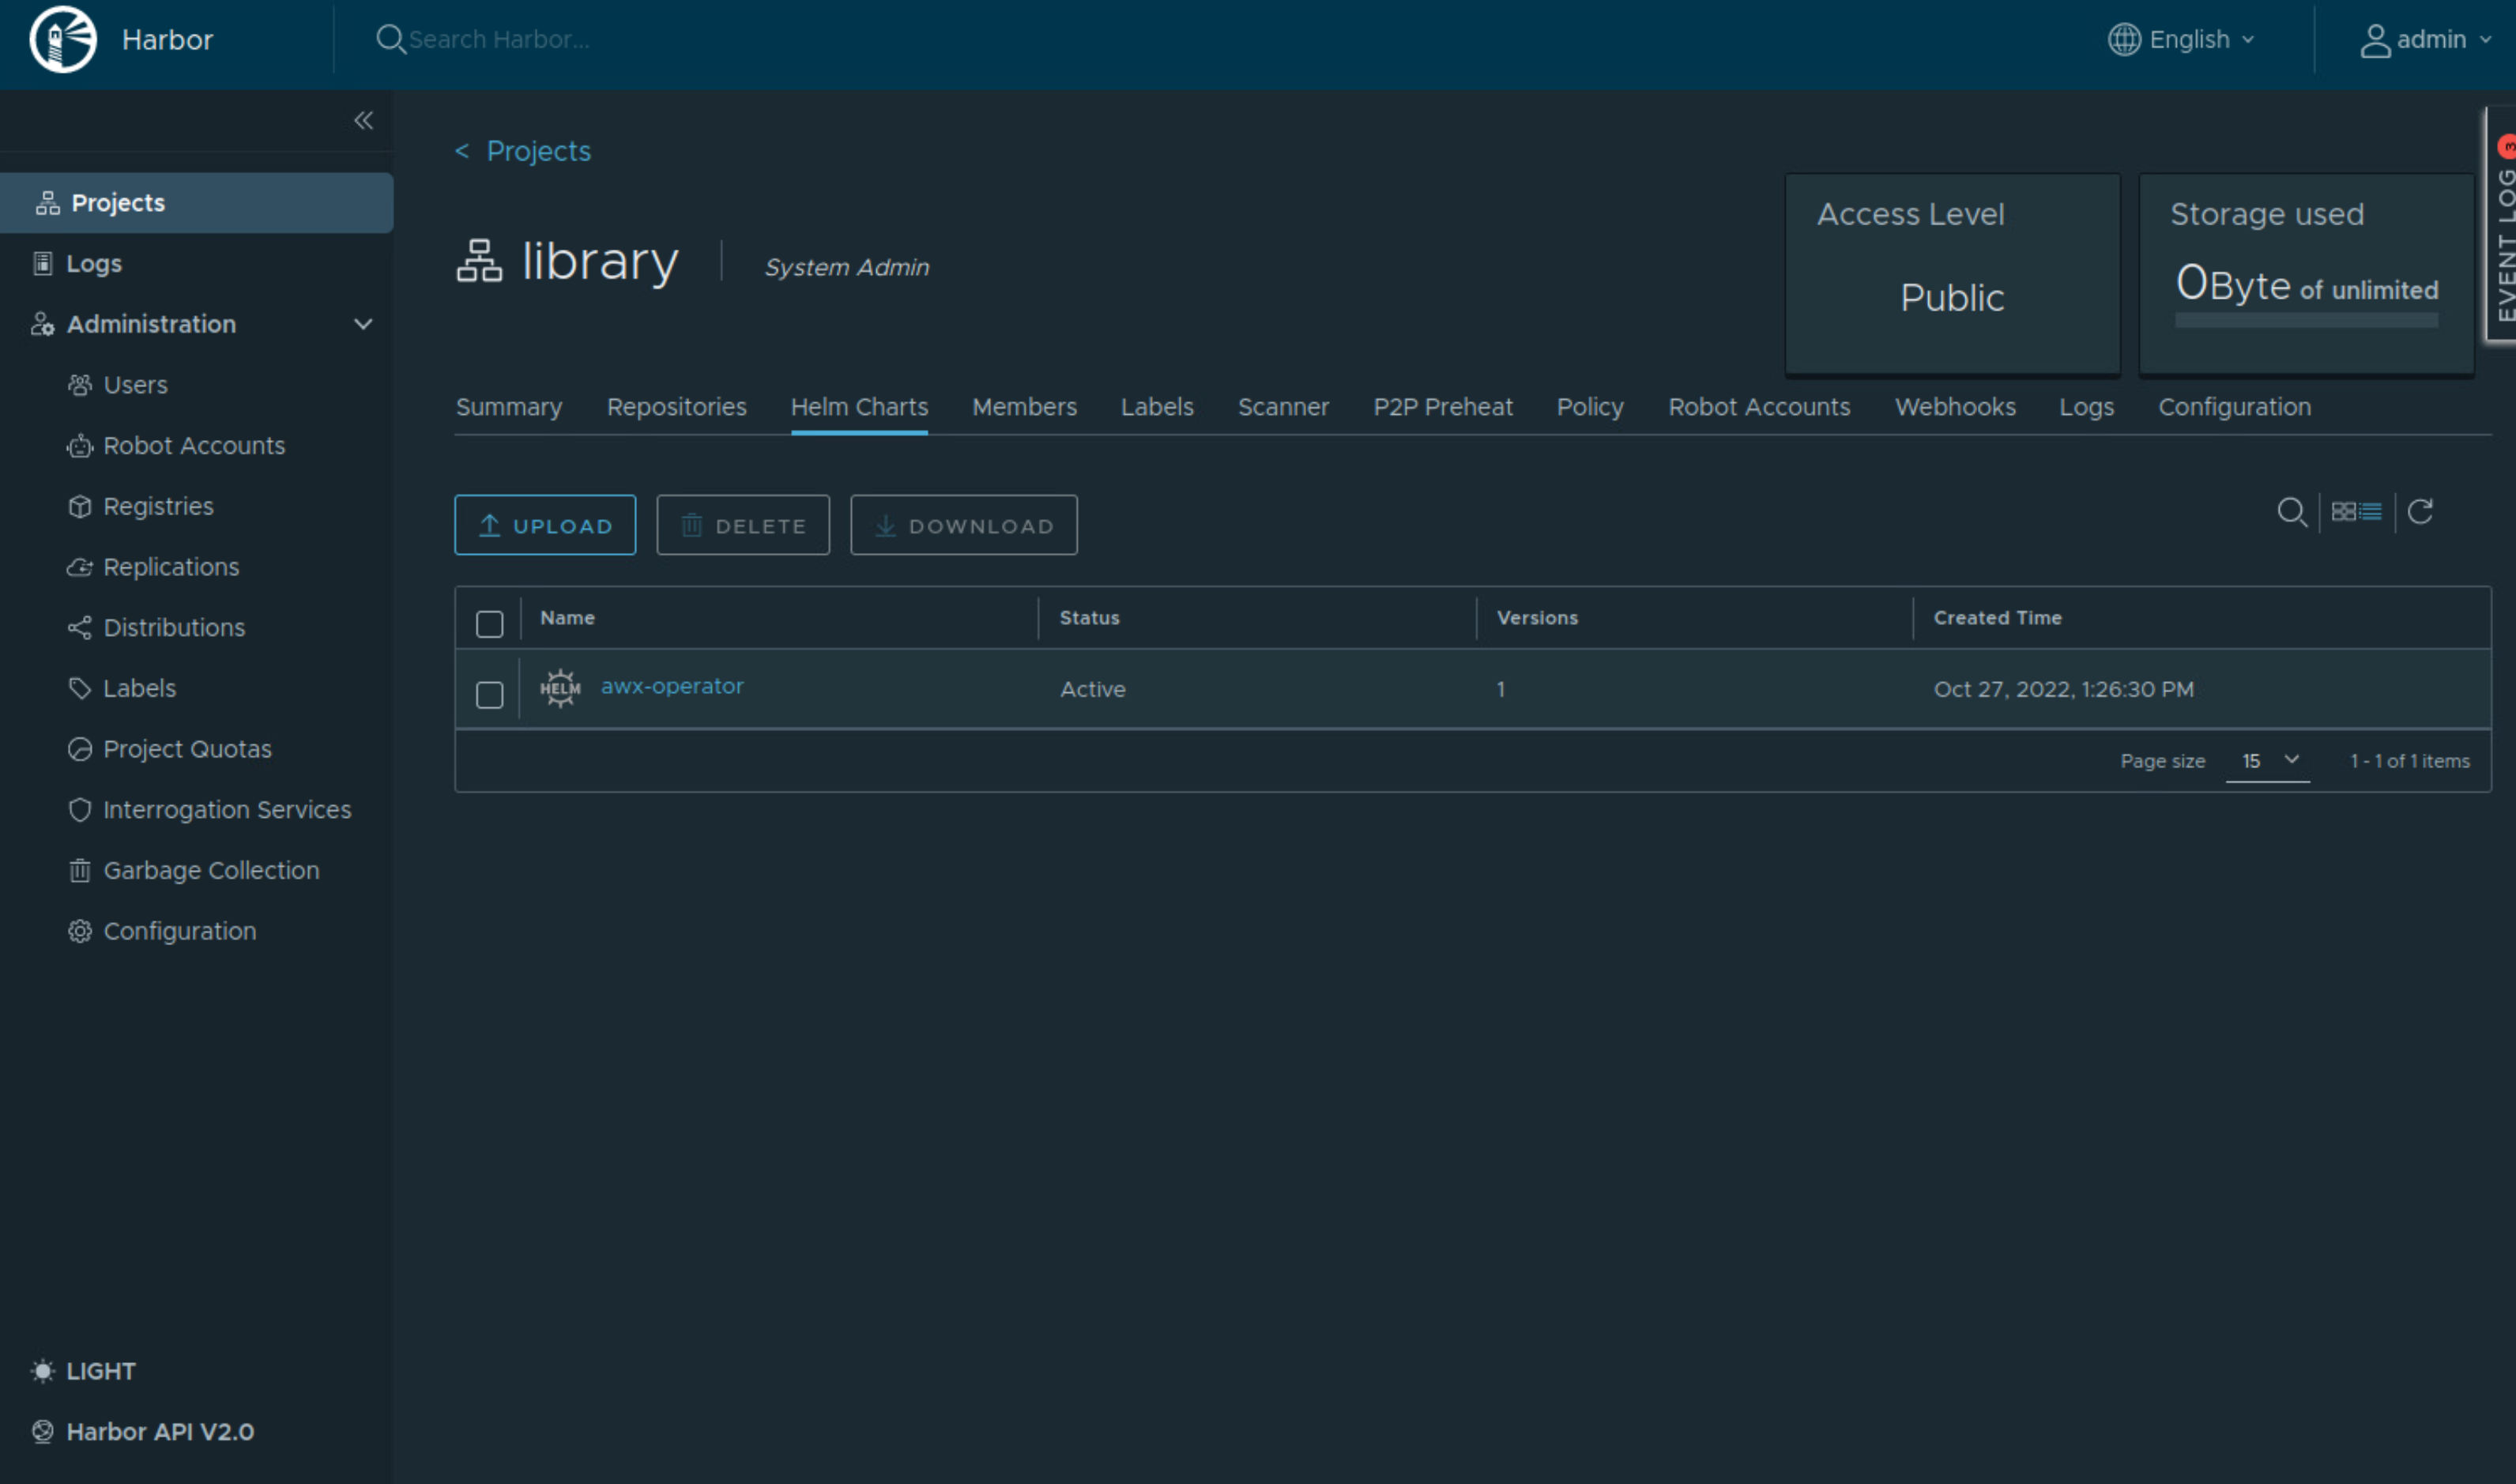 Harbor
Search Harbor...
English
admin
Projects
Logs
Administration
Users
Robot Accounts
Registries
Replications
Distributions
Labels
Project Quotas
Interrogation Services
Garbage Collection
Configuration
LIGHT
Harbor API V2.0
< Projects
library
System Admin
Access Level
Public
Storage used
0Byte of unlimited
EVENT LOG 3
Summary Repositories Helm Charts Members Labels Scanner P2P Preheat Policy Robot Accounts Webhooks Logs Configuration
UPLOAD DELETE DOWNLOAD
Name Status Versions Created Time
HELM awx-operator Active 1 Oct 27, 2022, 1:26:30 PM
Page size 15 1 - 1 of 1 items